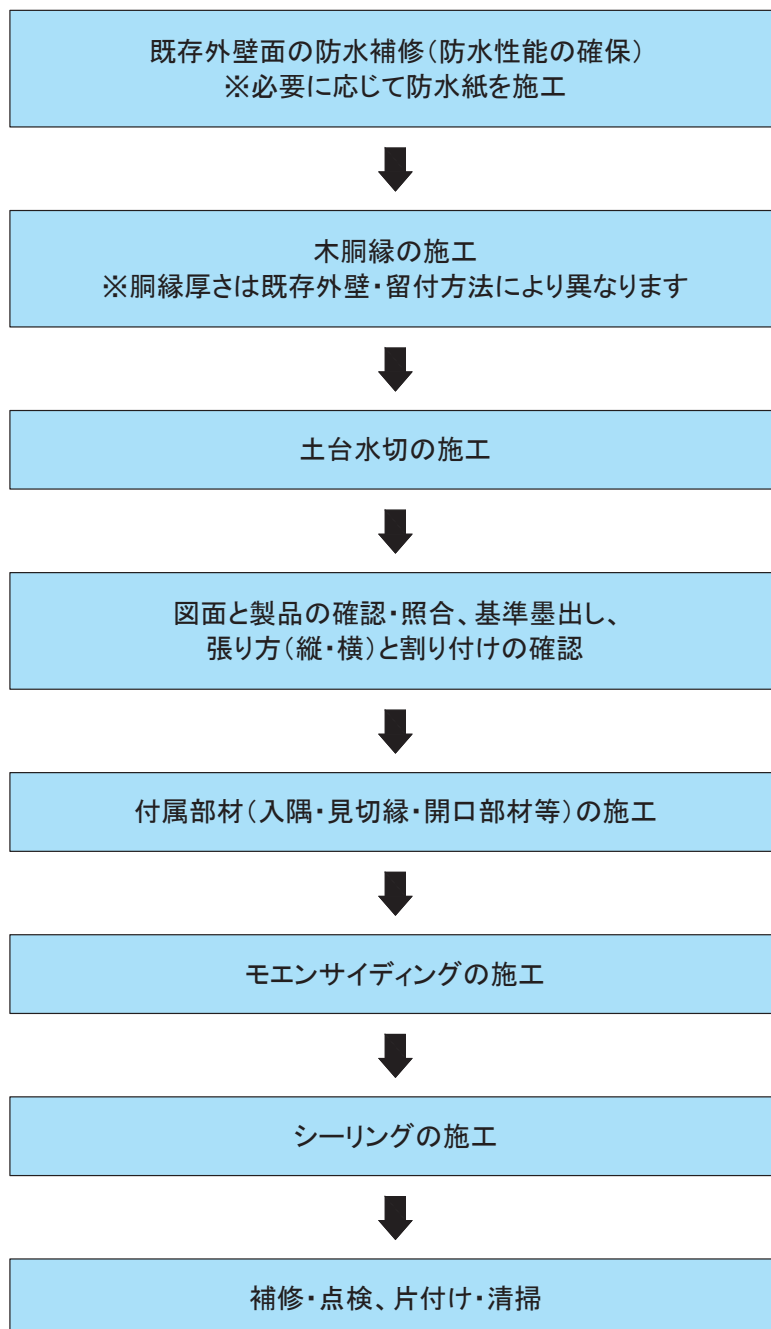 既存外壁面の防水補修(防水性能の確保)
※必要に応じて防水紙を施工
木胴縁の施工
※胴縁厚さは既存外壁・留付方法により異なります
土台水切の施工
図面と製品の確認・照合、基準墨出し、
張り方(縦・横)と割り付けの確認
付属部材(入隅・見切縁・開口部材等)の施工
モエンサイディングの施工
シーリングの施工
補修・点検、片付け・清掃